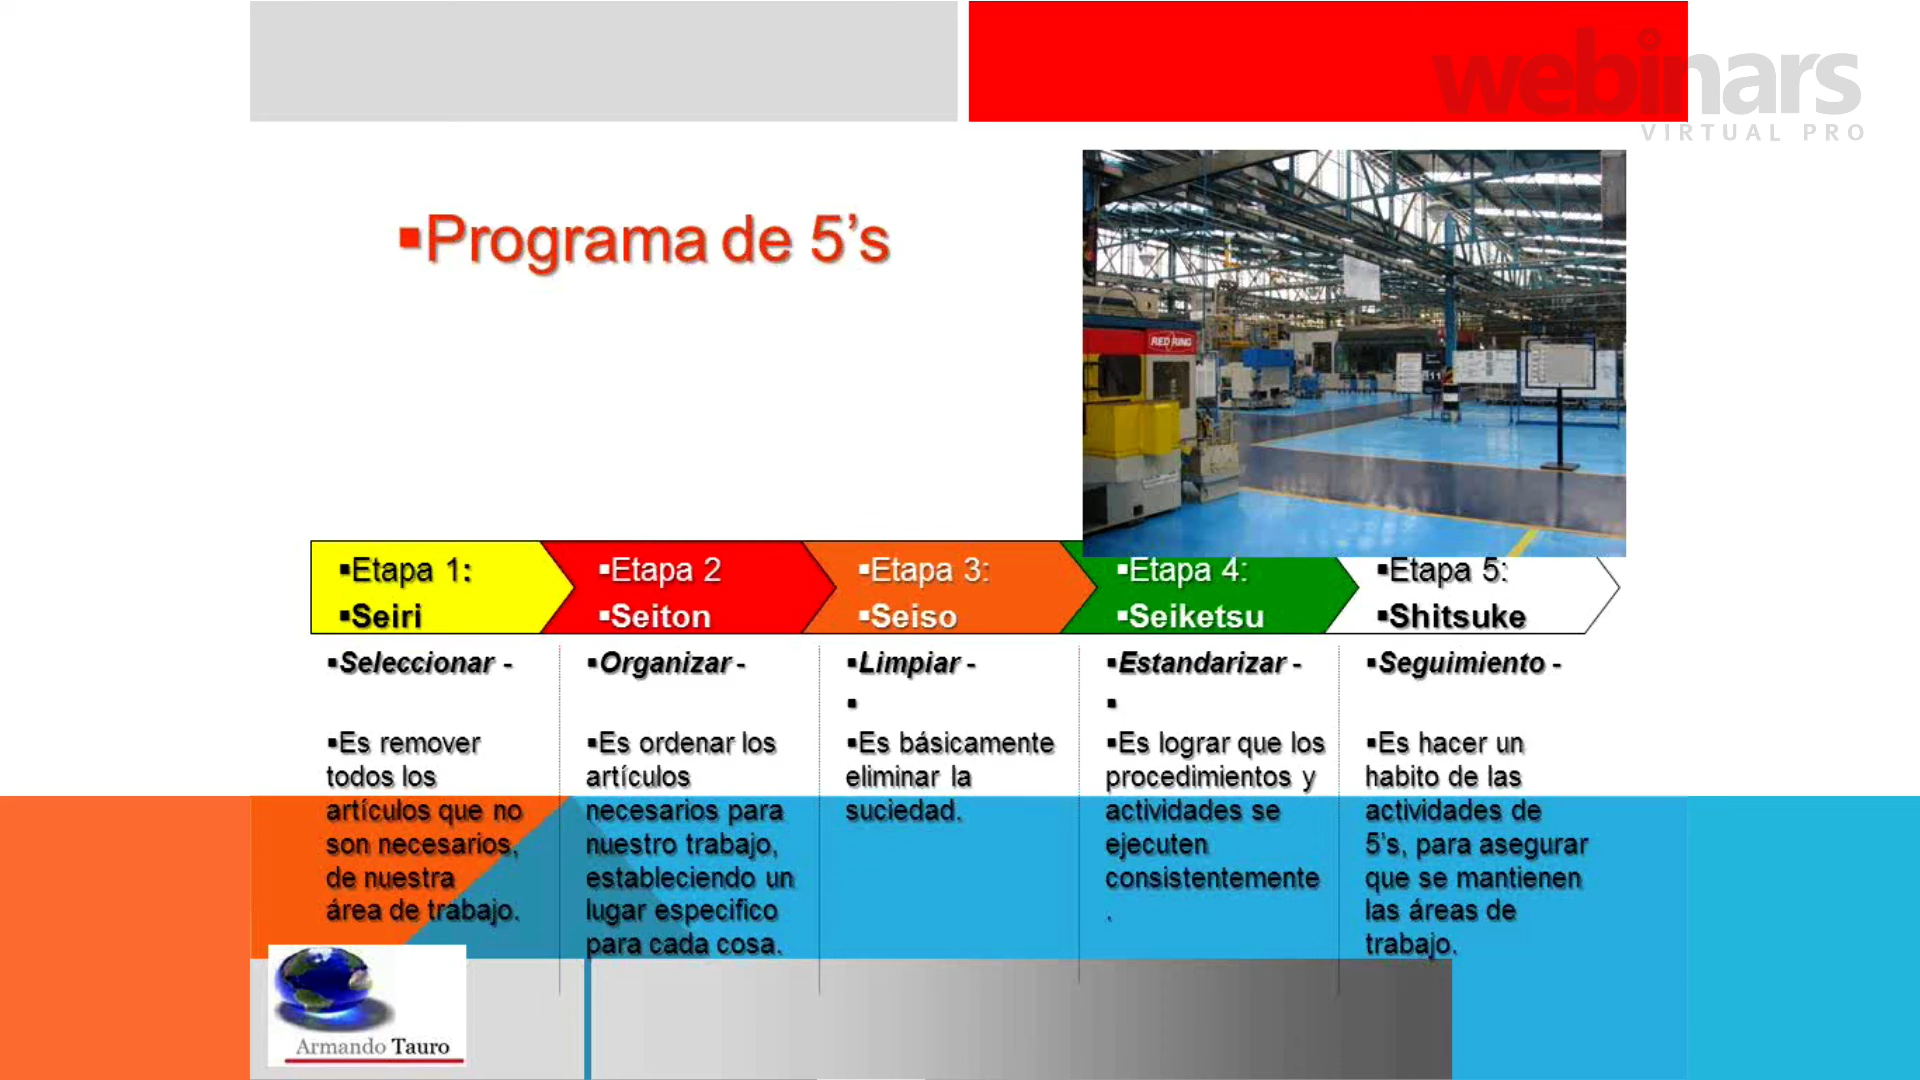 webinars
VIRTUAL PRO
▪Programa de 5’s
RED RING
▪Etapa 1:
▪Seiri
▪Etapa 2
▪Seiton
▪Etapa 3:
▪Seiso
▪Etapa 4:
▪Seiketsu
▪Etapa 5:
▪Shitsuke
▪Seleccionar -
▪Es remover
todos los
artículos que no
son necesarios,
de nuestra
área de trabajo.
▪Organizar -
▪Es ordenar los
artículos
necesarios para
nuestro trabajo,
estableciendo un
lugar especifico
para cada cosa.
▪Limpiar -
▪
▪Es básicamente
eliminar la
suciedad.
▪Estandarizar -
▪
▪Es lograr que los
procedimientos y
actividades se
ejecuten
consistentemente
.
▪Seguimiento -
▪Es hacer un
habito de las
actividades de
5’s, para asegurar
que se mantienen
las áreas de
trabajo.
Armando Tauro